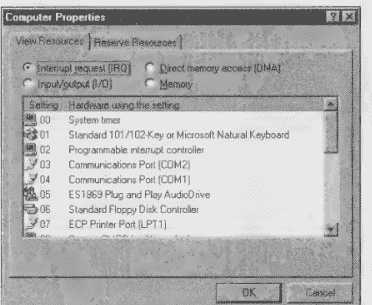 Computer Properties
View Resources Reserve Resources
Interrupt request (IRQ) Direct memory access (DMA)
Input/output (I/O) Memory
Setting Hardware using the setting
00 System timer
01 Standard 101/102-Key or Microsoft Natural Keyboard
02 Programmable interrupt controller
03 Communications Port (COM2)
04 Communications Port (COM1)
05 ES1869 Plug and Play AudioDrive
06 Standard Floppy Disk Controller
07 ECP Printer Port (LPT1)
OK Cancel